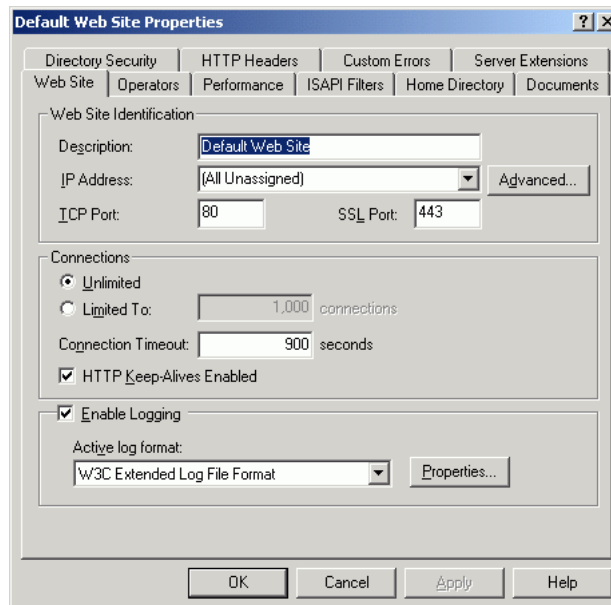 Default Web Site Properties
Directory Security HTTP Headers Custom Errors Server Extensions
Web Site Operators Performance ISAPI Filters Home Directory Documents
Web Site Identification
Description: Default Web Site
IP Address: (All Unassigned) Advanced...
TCP Port: 80 SSL Port: 443
Connections
Unlimited
Limited To: 1,000 connections
Connection Timeout: 900 seconds
HTTP Keep-Alives Enabled
Enable Logging
Active log format:
W3C Extended Log File Format Properties...
OK Cancel Apply Help